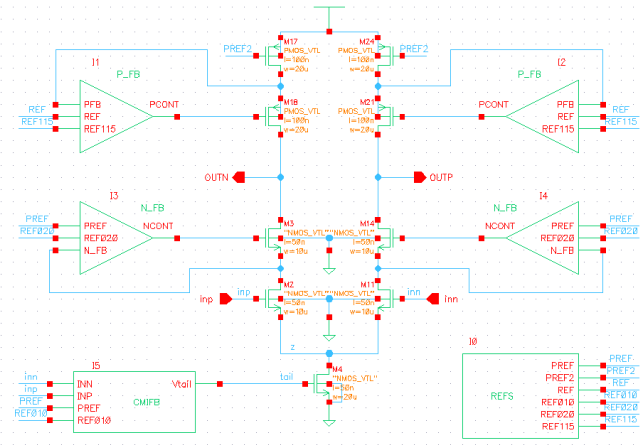 M17
M24
PREF2
PMOS_VTL
PMOS_VTL
PREF2
l=100n
l=100n
w=20u
w=20u
I1
I2
P_FB
P_FB
PFB
PCONT
M18
M21
PCONT
PFB
REF
REF
PMOS_VTL
PMOS_VTL
REF
REF
REF115
REF115
l=100n
l=100n
REF115
REF115
w=20u
w=20u
OUTN
OUTP
I3
I4
N_FB
N_FB
PREF
PREF
NCONT
M3
M14
NCONT
PREF
PREF
REF020
REF020
"NMOS_VTL"
"NMOS_VTL"
REF020
REF020
N_FB
l=50n
l=50n
N_FB
w=10u
w=10u
M2
M11
inp
inp
"NMOS_VTL"
"NMOS_VTL"
inn
inn
l=50n
l=50n
w=10u
w=10u
z
I5
M4
I0
inn
INN
Vtail
tail
"NMOS_VTL"
PREF
PREF
inp
INP
CMIFB
l=50n
PREF2
PREF2
PREF
PREF
w=20u
REFS
REF
REF
REF010
REF010
REF010
REF010
REF020
REF020
REF115
REF115